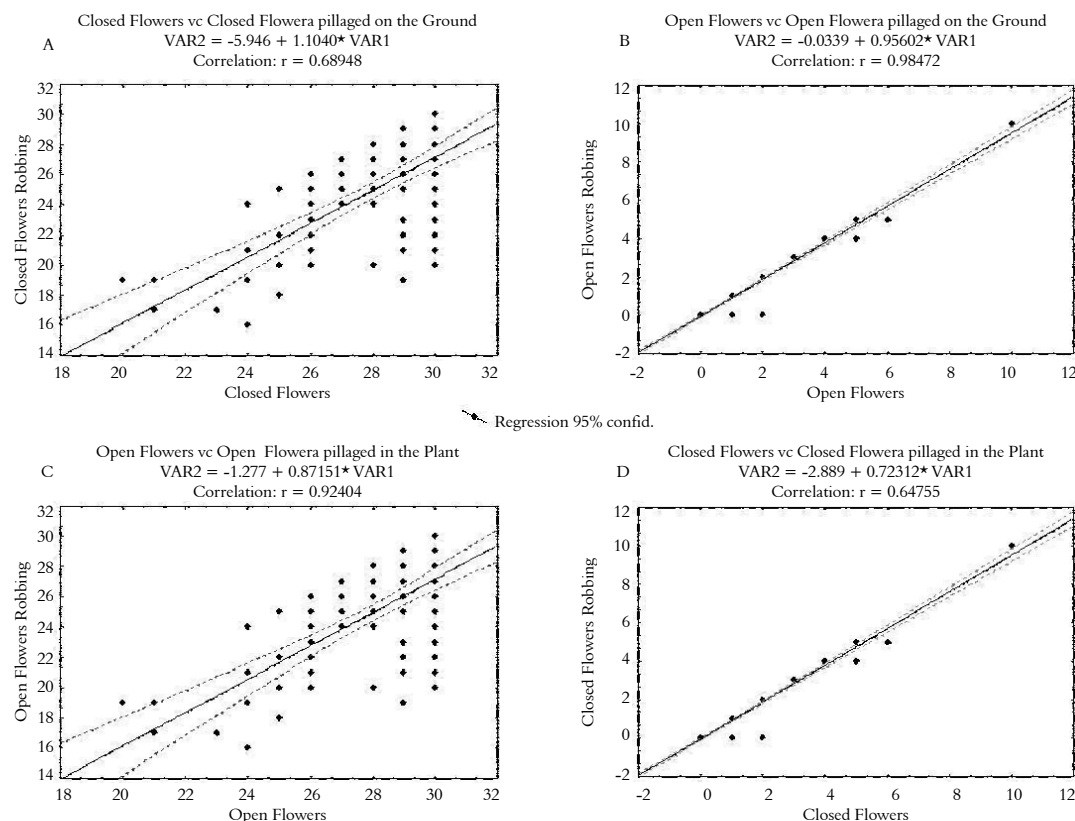 A
Closed Flowers vc Closed Flowera pillaged on the Ground
VAR2 = -5.946 + 1.1040★ VAR1
Correlation: r = 0.68948
Closed Flowers Robbing
30
28
26
24
22
20
18
16
14
18 20 22 24 26 28 30 32
Closed Flowers
B
Open Flowers vc Open Flowera pillaged on the Ground
VAR2 = -0.0339 + 0.95602★ VAR1
Correlation: r = 0.98472
Open Flowers Robbing
12
10
8
6
4
2
0
-2
-2 0 2 4 6 8 10 12
Open Flowers
Regression 95% confid.
C
Open Flowers vc Open Flowera pillaged in the Plant
VAR2 = -1.277 + 0.87151★ VAR1
Correlation: r = 0.92404
Open Flowers Robbing
32
30
28
26
24
22
20
18
16
14
18 20 22 24 26 28 30 32
Open Flowers
D
Closed Flowers vc Closed Flowera pillaged in the Plant
VAR2 = -2.889 + 0.72312★ VAR1
Correlation: r = 0.64755
Closed Flowers Robbing
12
10
8
6
4
2
0
-2
-2 0 2 4 6 8 10 12
Closed Flowers